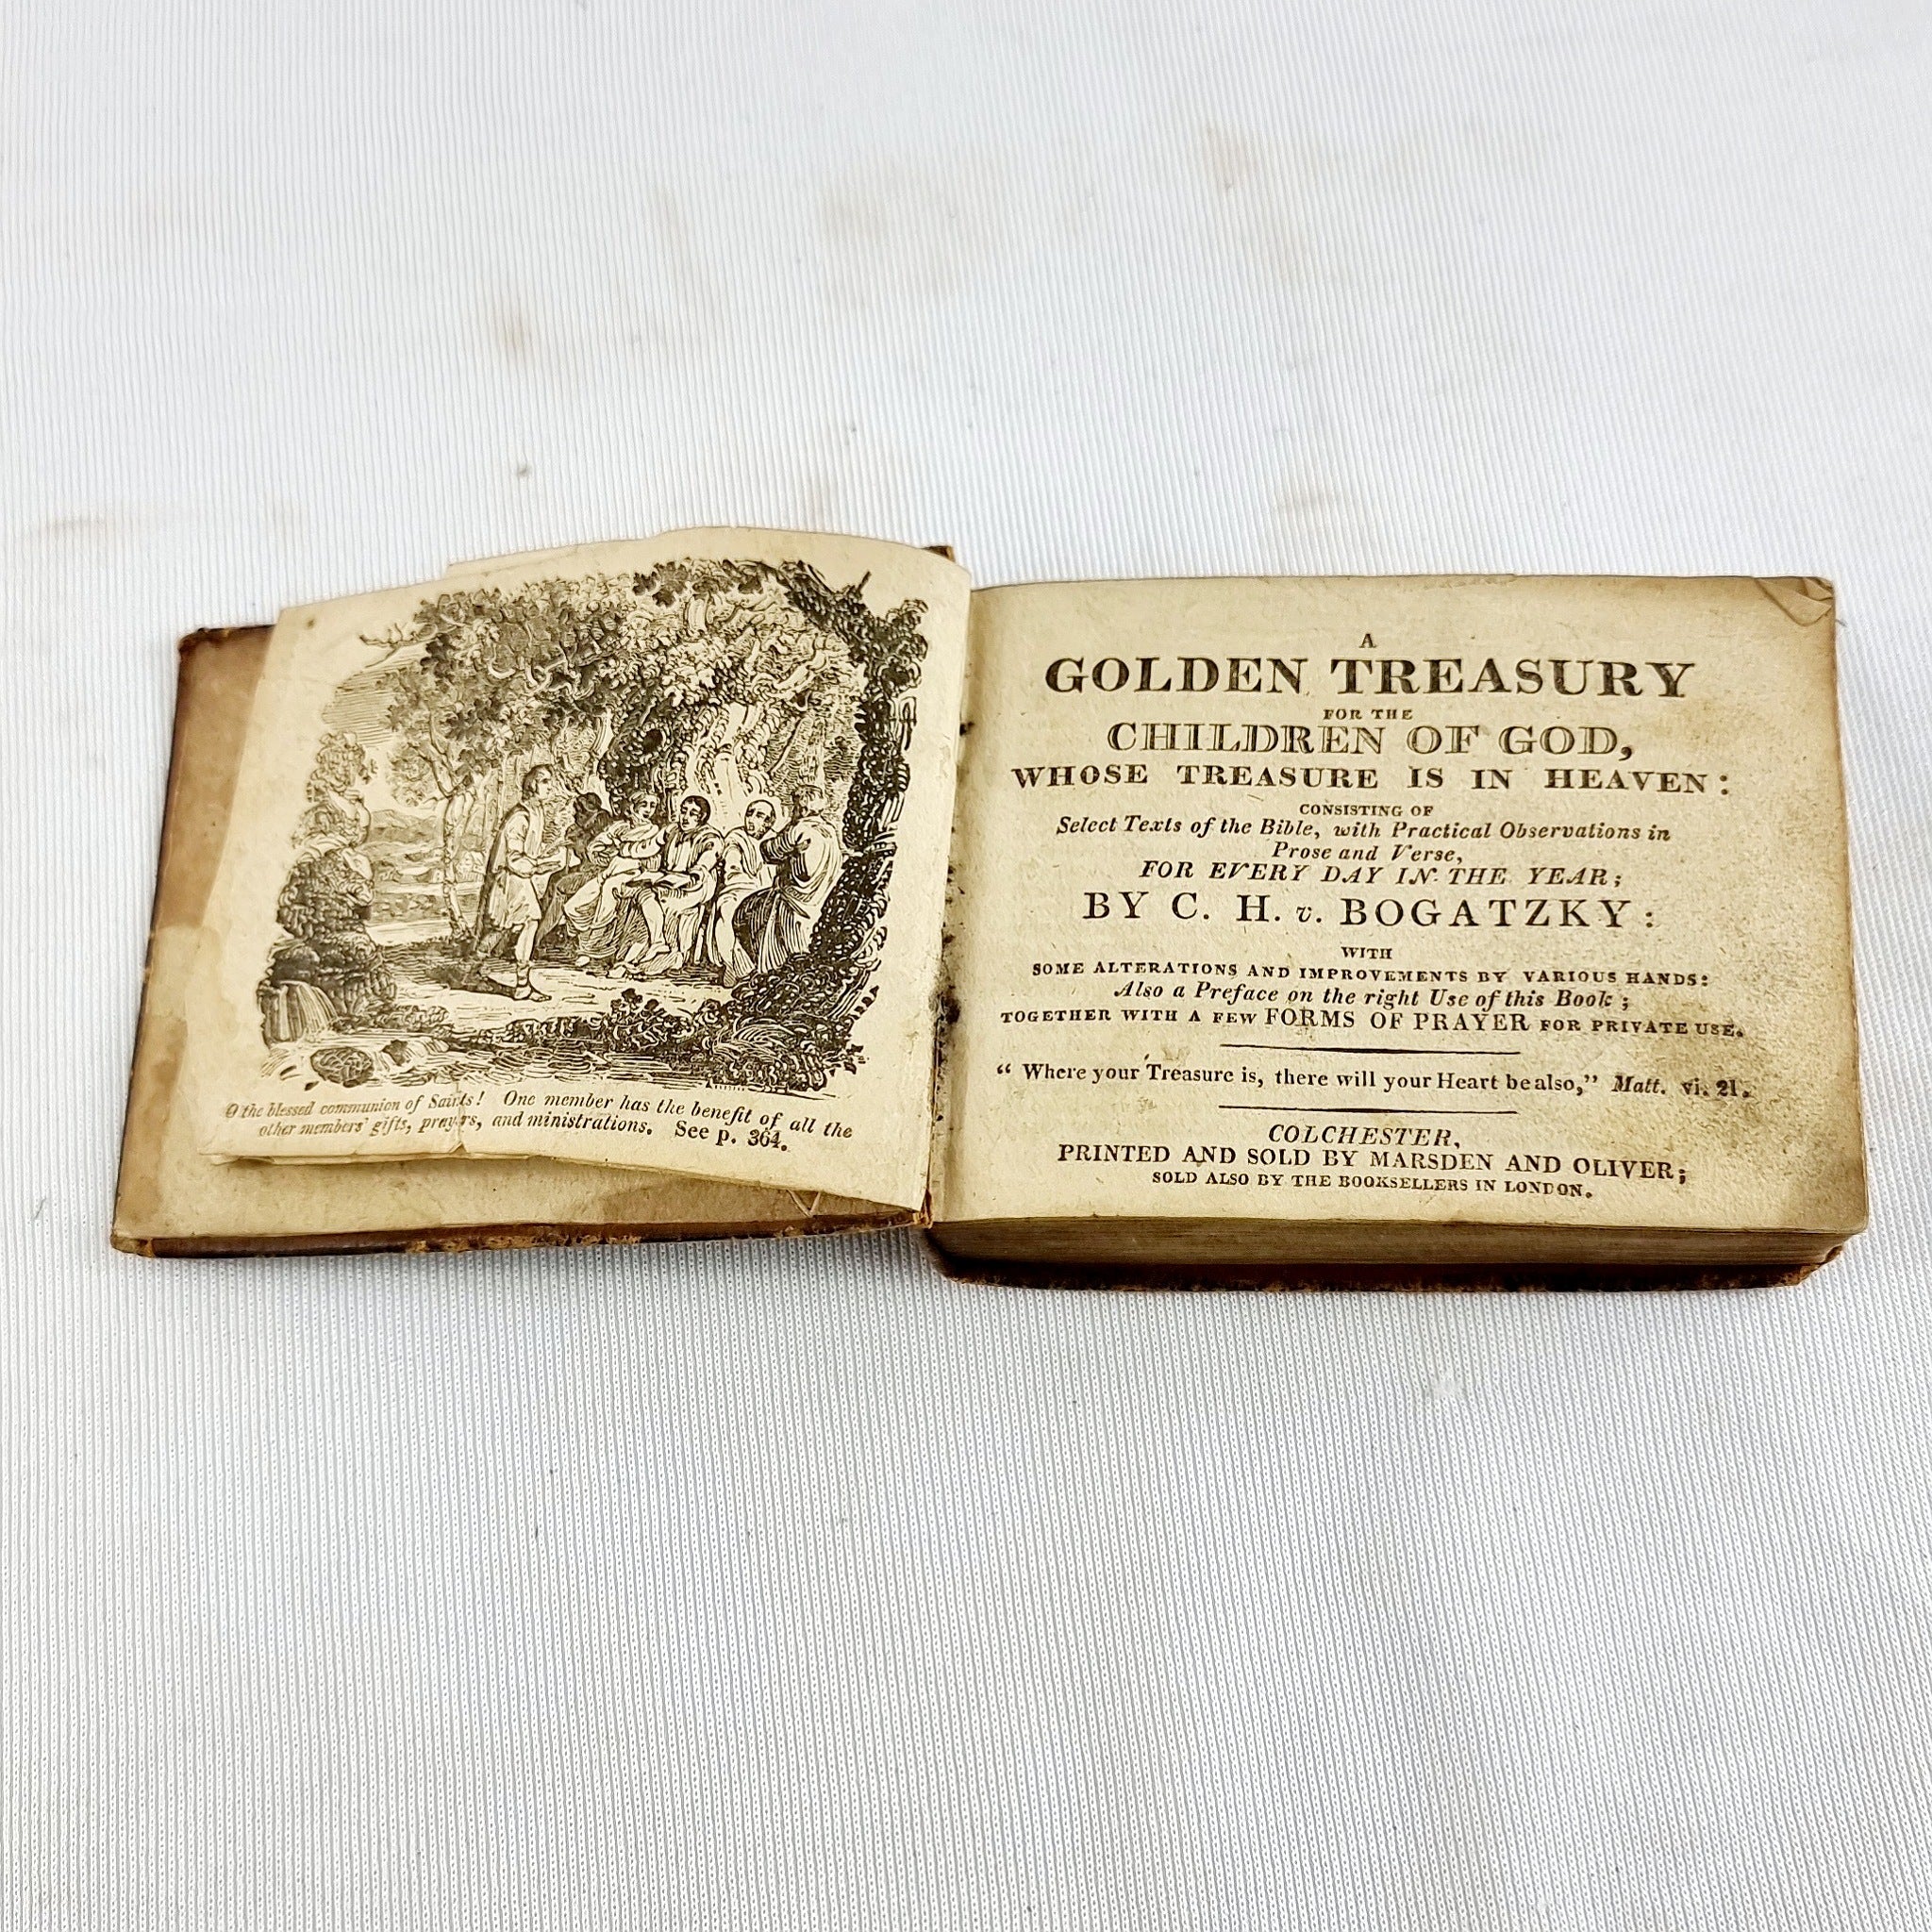 O the blessed communion of Saints! One member has the benefit of all the
other members' gifts, prayers, and ministrations. See p. 364.
A
GOLDEN TREASURY
FOR THE
CHILDREN OF GOD,
WHOSE TREASURE IS IN HEAVEN:
CONSISTING OF
Select Texts of the Bible, with Practical Observations in
Prose and Verse,
FOR EVERY DAY IN THE YEAR;
BY C. H. v. BOGATZKY:
WITH
SOME ALTERATIONS AND IMPROVEMENTS BY VARIOUS HANDS:
Also a Preface on the right Use of this Book;
TOGETHER WITH A FEW FORMS OF PRAYER FOR PRIVATE USE.
"Where your Treasure is, there will your Heart be also," Matt. vi. 21.
COLCHESTER,
PRINTED AND SOLD BY MARSDEN AND OLIVER;
SOLD ALSO BY THE BOOKSELLERS IN LONDON.